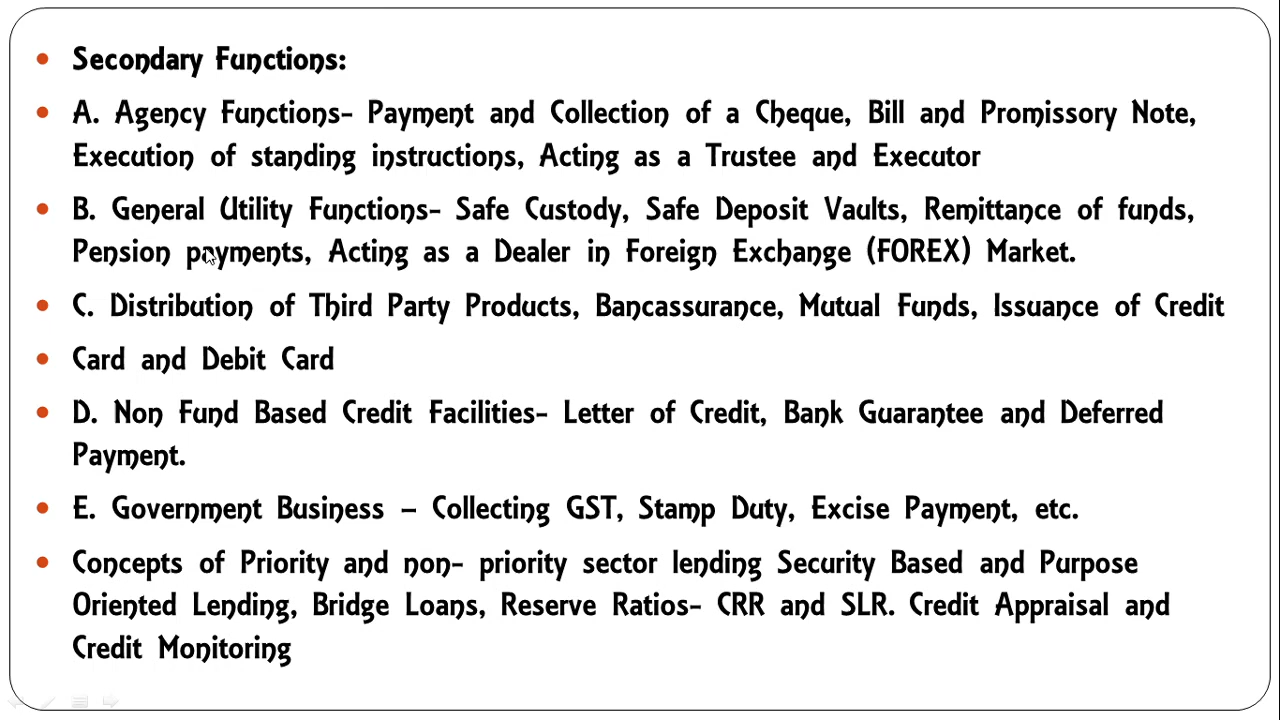 Secondary Functions:
A. Agency Functions- Payment and Collection of a Cheque, Bill and Promissory Note,
Execution of standing instructions, Acting as a Trustee and Executor
B. General Utility Functions- Safe Custody, Safe Deposit Vaults, Remittance of funds,
Pension payments, Acting as a Dealer in Foreign Exchange (FOREX) Market.
C. Distribution of Third Party Products, Bancassurance, Mutual Funds, Issuance of Credit
Card and Debit Card
D. Non Fund Based Credit Facilities- Letter of Credit, Bank Guarantee and Deferred
Payment.
E. Government Business – Collecting GST, Stamp Duty, Excise Payment, etc.
Concepts of Priority and non- priority sector lending Security Based and Purpose
Oriented Lending, Bridge Loans, Reserve Ratios- CRR and SLR. Credit Appraisal and
Credit Monitoring